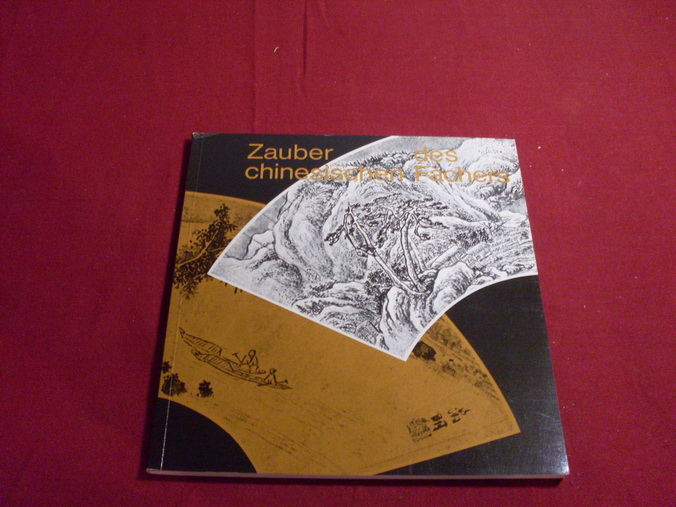 Zauber des
chinesischen Fächers